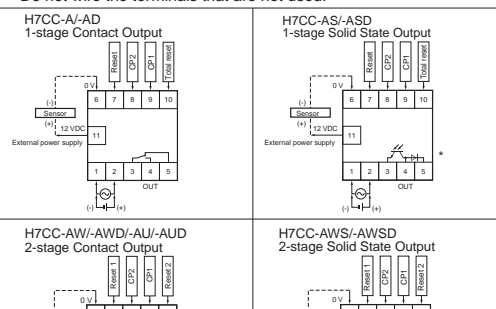 Do not wire the terminals that are not used.
H7CC-A/-AD
1-stage Contact Output
Reset
CP2
CP1
Total reset
0 V
(-)
6
7
8
9
10
Sensor
(+)
12 VDC
11
External power supply
1
2
3
4
5
OUT
(-)
(+)
H7CC-AS/-ASD
1-stage Solid State Output
Reset
CP2
CP1
Total reset
0 V
(-)
6
7
8
9
10
Sensor
(+)
12 VDC
11
External power supply
*
1
2
3
4
5
OUT
(-)
(+)
H7CC-AW/-AWD/-AU/-AUD
2-stage Contact Output
Reset 1
CP2
CP1
Reset 2
0 V
H7CC-AWS/-AWSD
2-stage Solid State Output
Reset 1
CP2
CP1
Reset 2
0 V